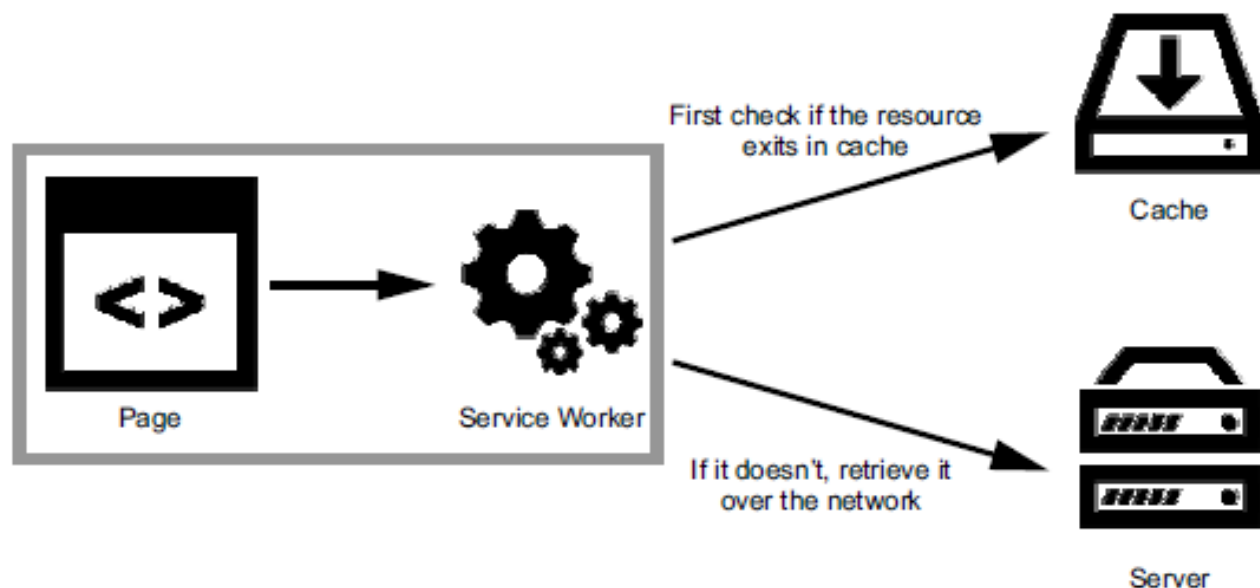 First check if the resource
exits in cache
Cache
Page
Service Worker
If it doesn't, retrieve it
over the network
Server